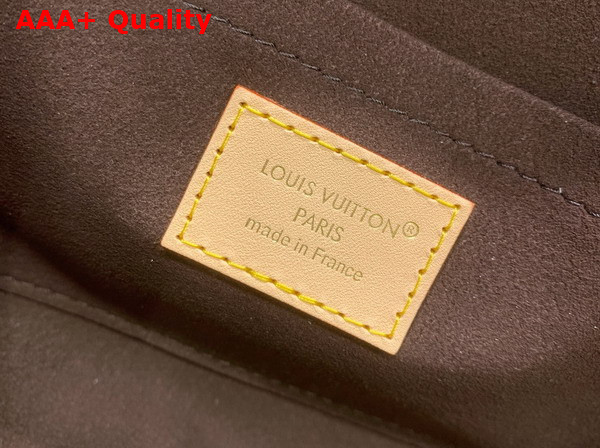 AAA+ Quality
LOUIS VUITTON®
PARIS
made in France